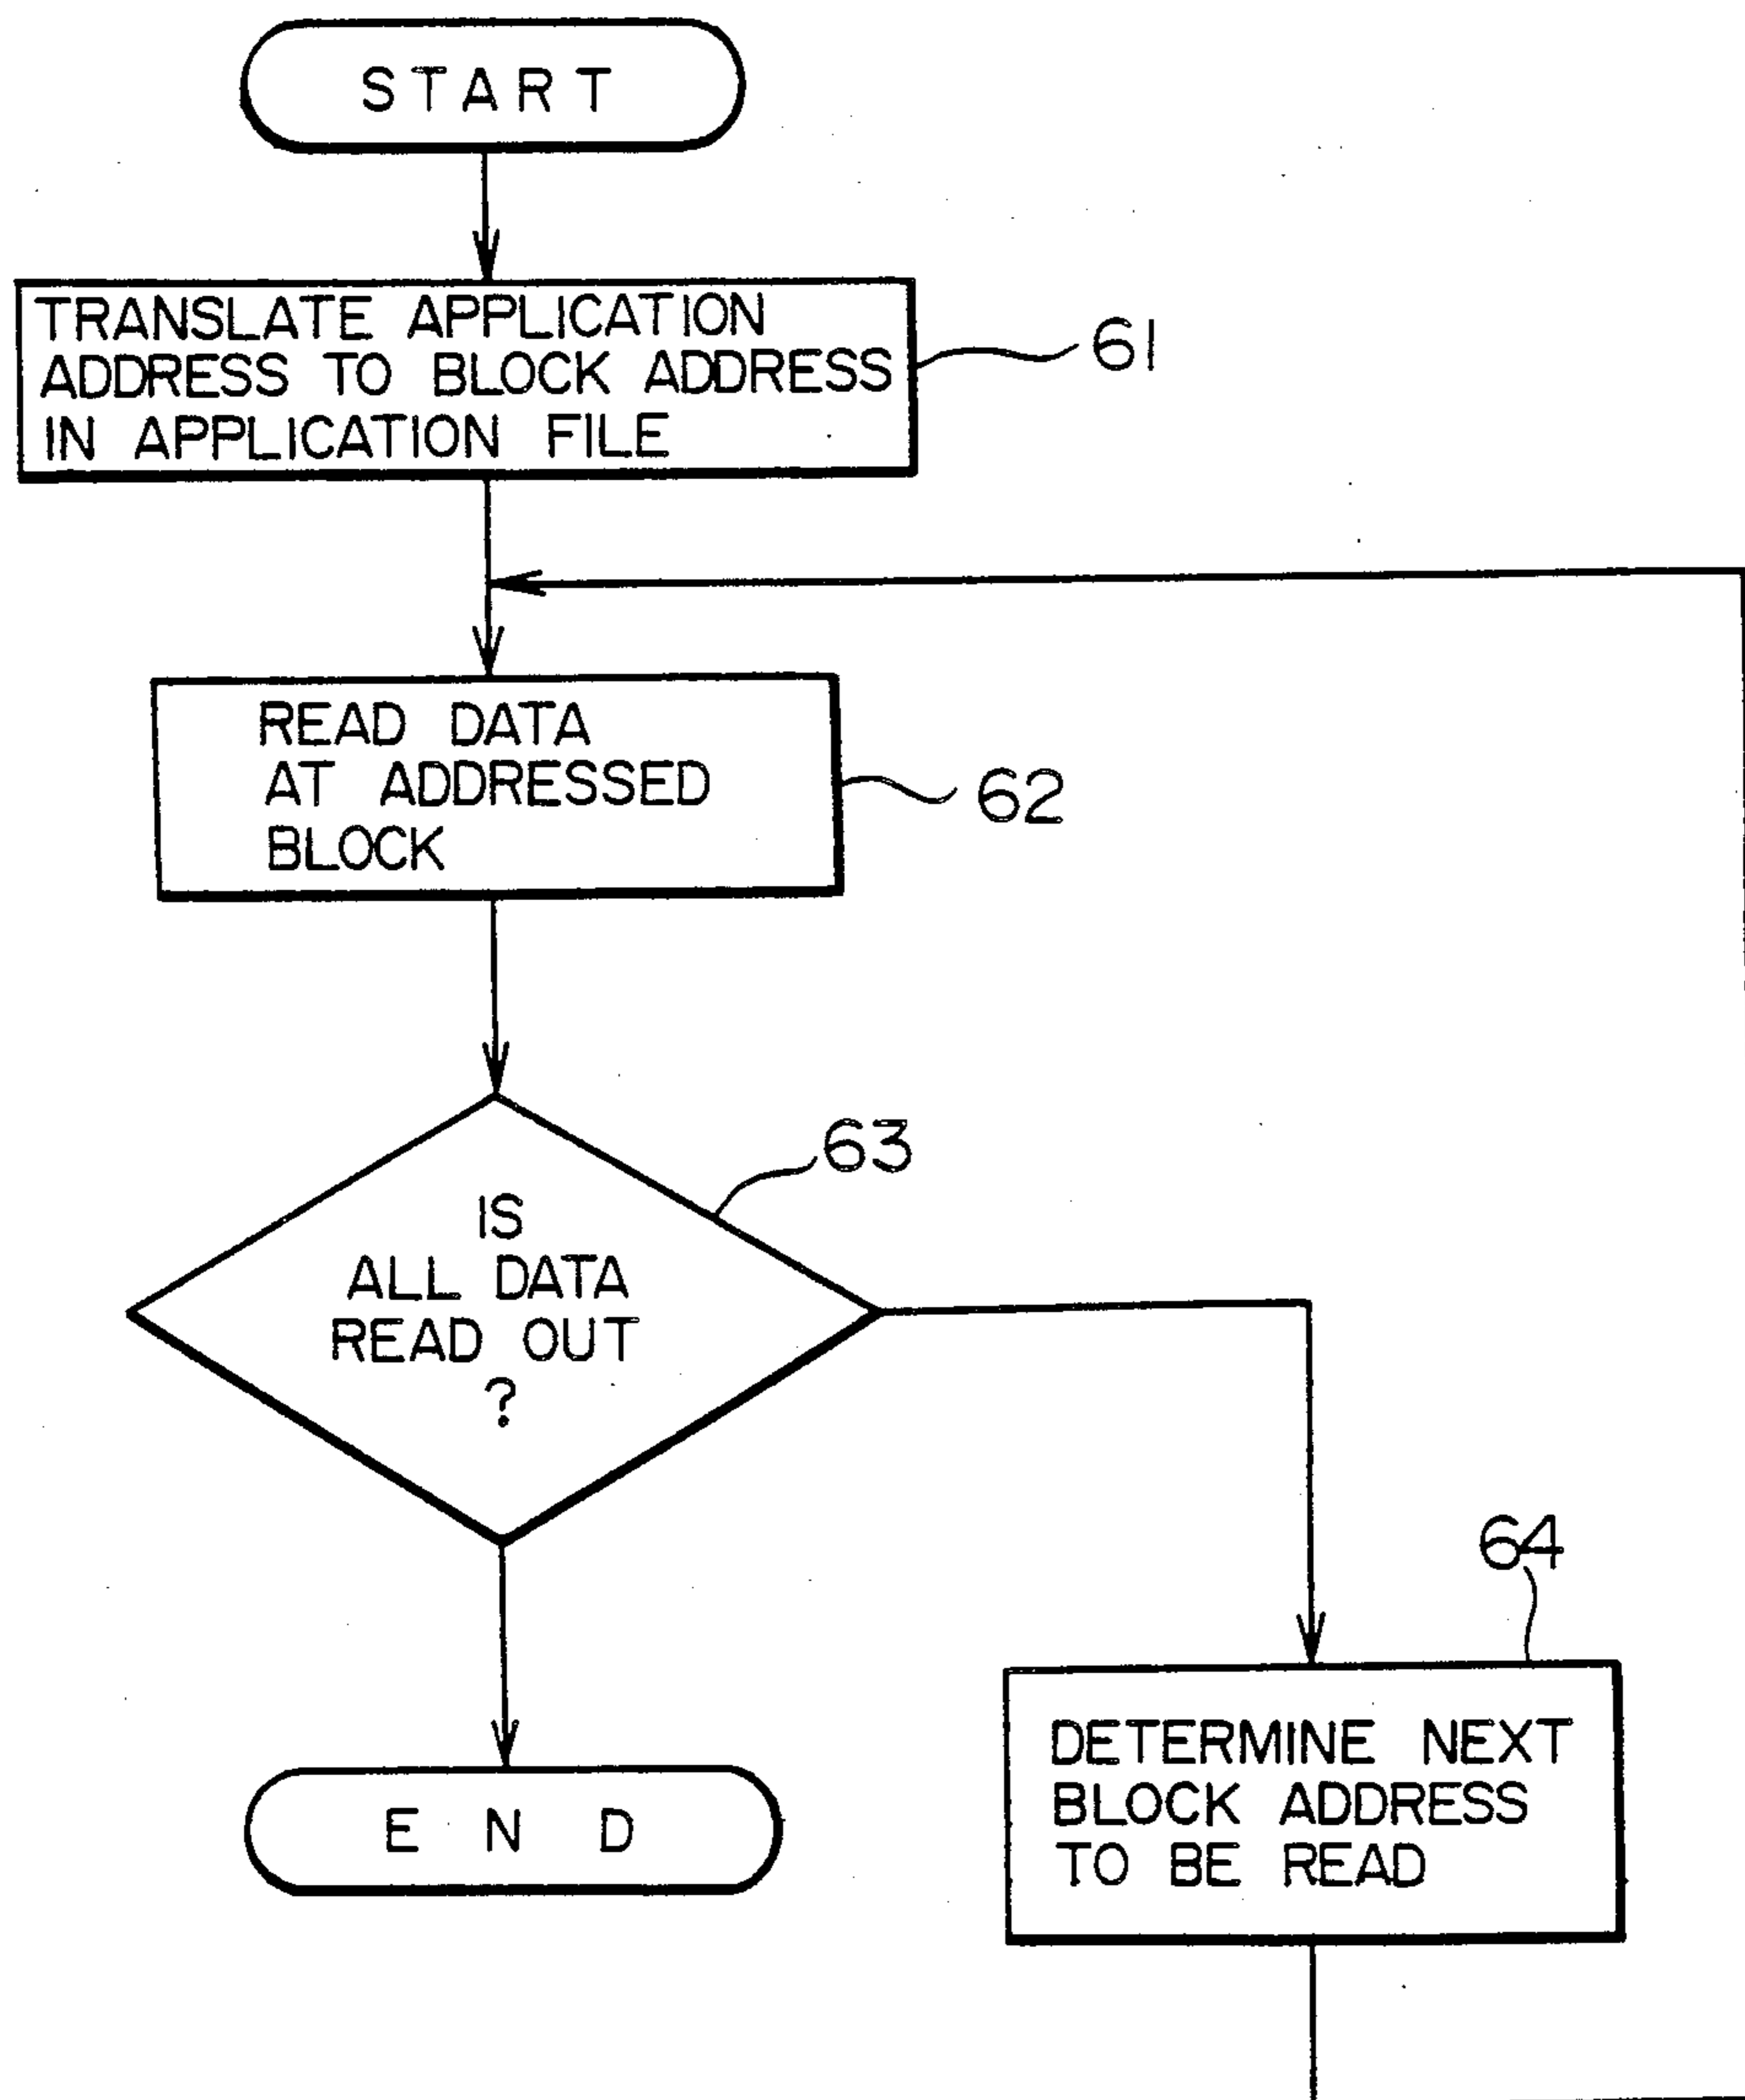 START
TRANSLATE APPLICATION
ADDRESS TO BLOCK ADDRESS
IN APPLICATION FILE
61
READ DATA
AT ADDRESSED
BLOCK
62
63
IS
ALL DATA
READ OUT
?
64
DETERMINE NEXT
BLOCK ADDRESS
TO BE READ
END